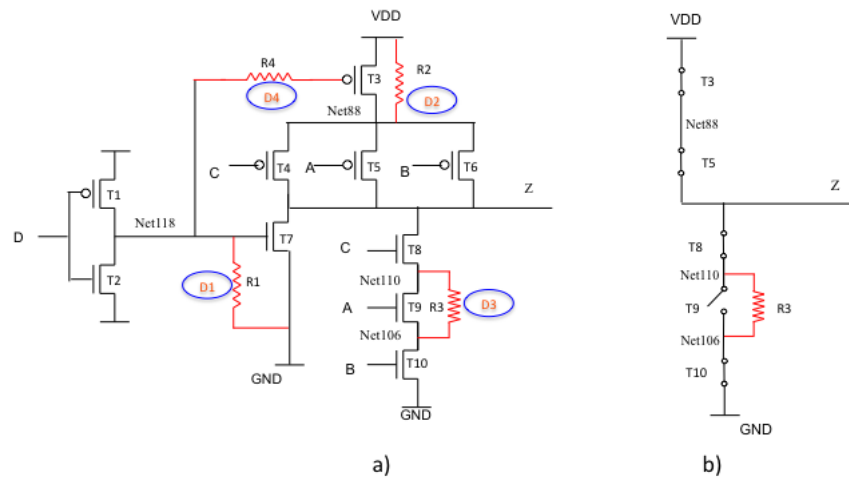 VDD
R4
D4
T3
R2
D2
Net88
C
T4
A
T5
B
T6
T1
Net118
Z
D
T7
T2
D1
R1
C
T8
Net110
A
T9
R3
D3
Net106
B
T10
GND
GND
a)
VDD
T3
Net88
T5
Z
T8
Net110
T9
R3
Net106
T10
GND
b)